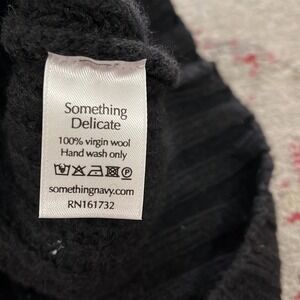 Something
Delicate
100% virgin wool
Hand wash only
somethingnavy.com
RN161732